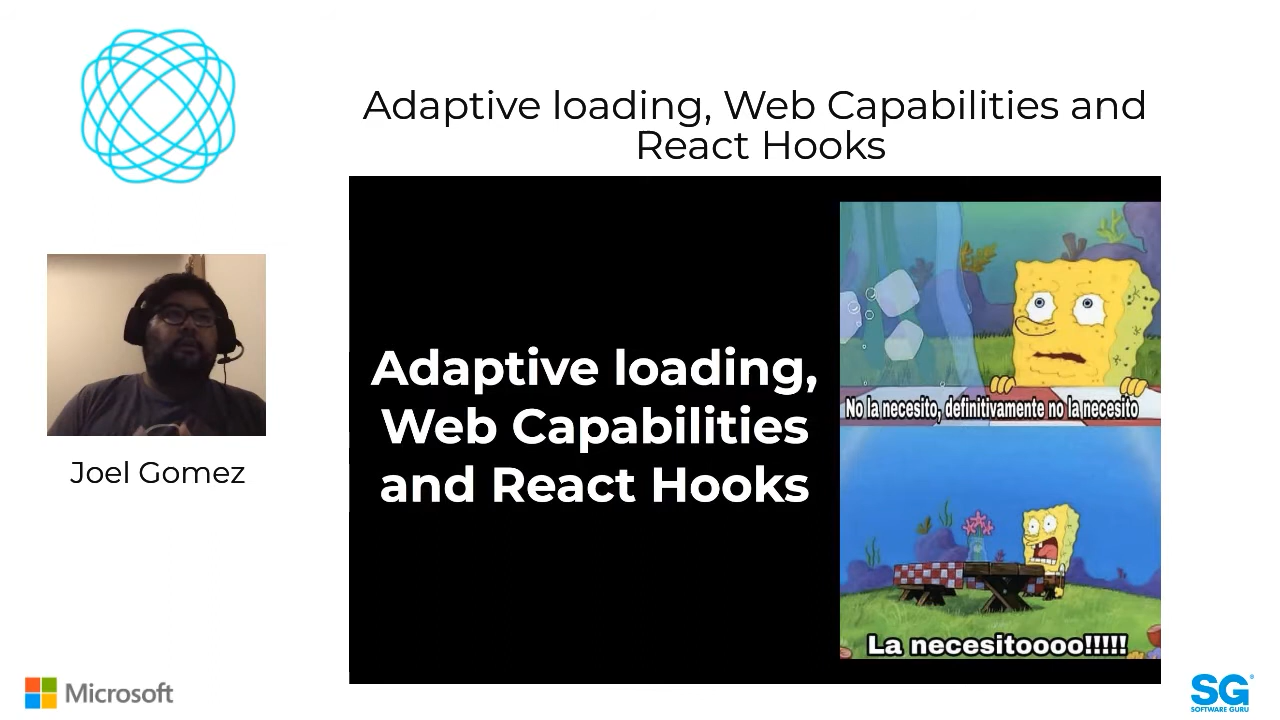 Adaptive loading, Web Capabilities and
React Hooks
Adaptive loading,
Web Capabilities
and React Hooks
No la necesito, definitivamente no la necesito
La necesitoooo!!!!!
Joel Gomez
Microsoft
SG
SOFTWARE GURU